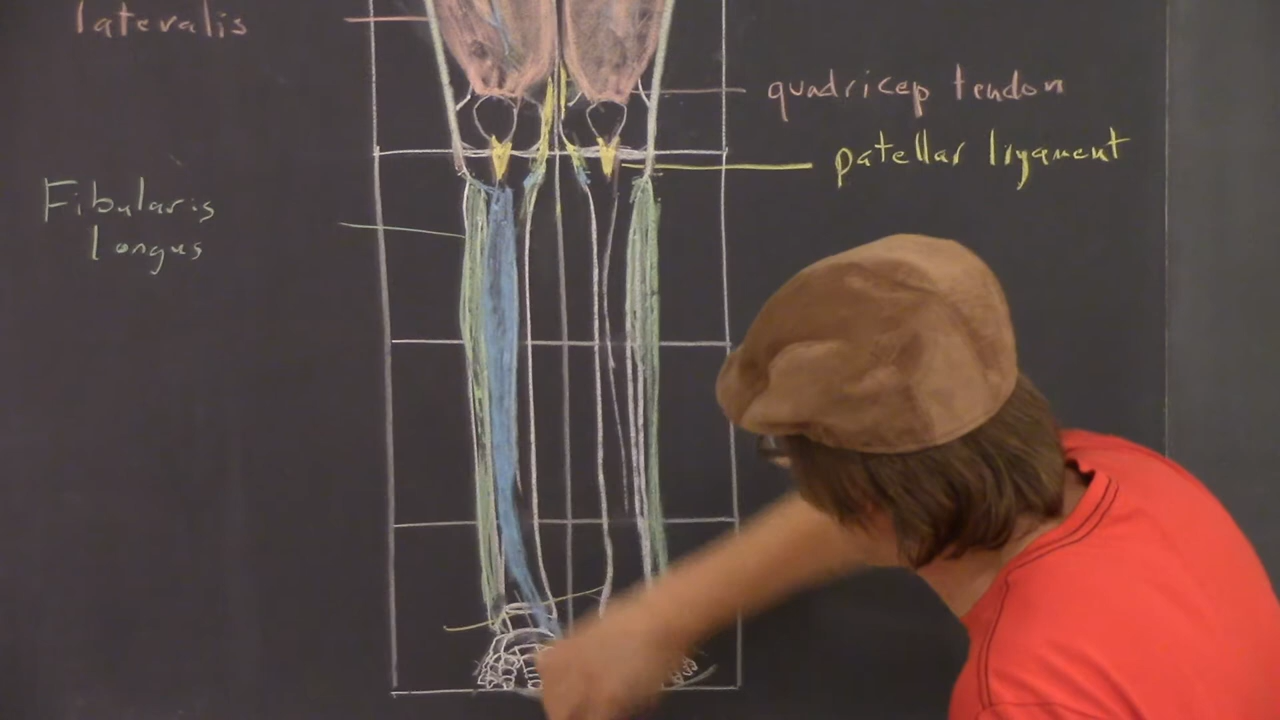 lateralis
quadricep tendon
patellar ligament
Fibularis
Longus